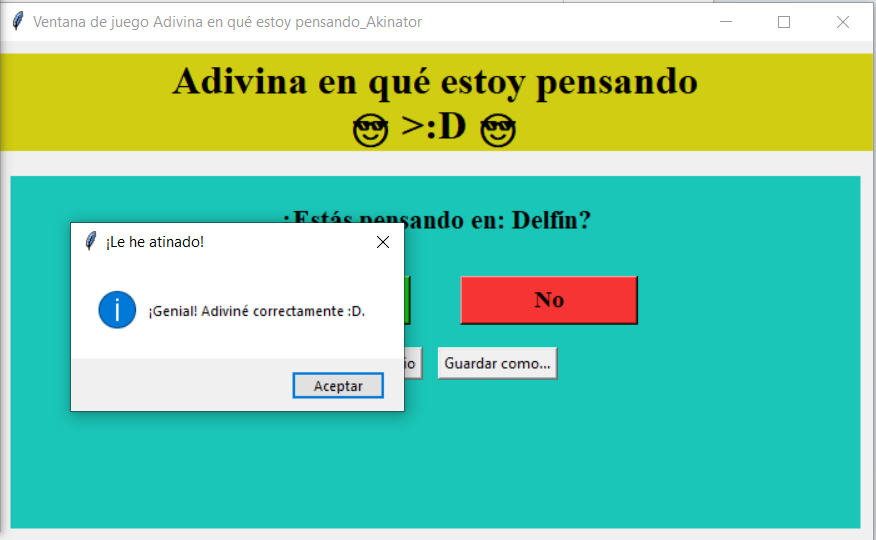 Ventana de juego Adivina en qué estoy pensando_Akinator
Adivina en qué estoy pensando
😎 >:D 😎
¿Estás pensando en: Delfín?
¡Le he atinado!
¡Genial! Adiviné correctamente :D.
Aceptar
No
io
Guardar como...